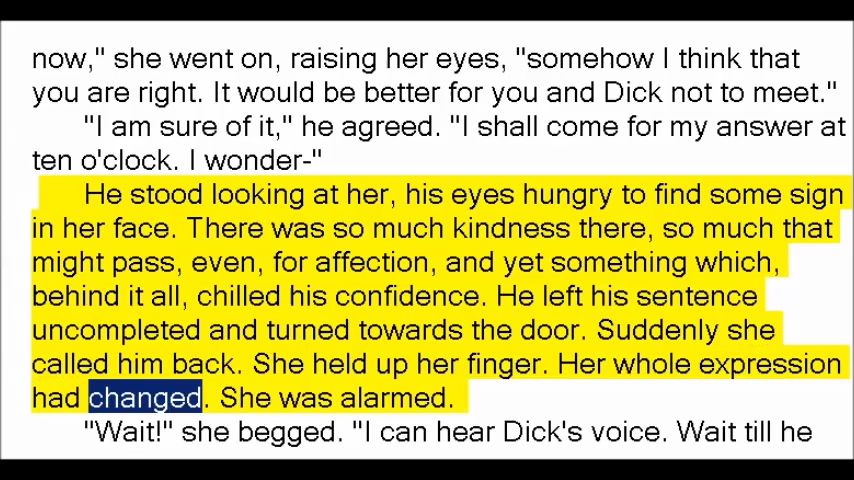 now," she went on, raising her eyes, "somehow I think that
you are right. It would be better for you and Dick not to meet."
"I am sure of it," he agreed. "I shall come for my answer at
ten o'clock. I wonder-"
He stood looking at her, his eyes hungry to find some sign
in her face. There was so much kindness there, so much that
might pass, even, for affection, and yet something which,
behind it all, chilled his confidence. He left his sentence
uncompleted and turned towards the door. Suddenly she
called him back. She held up her finger. Her whole expression
had changed. She was alarmed.
"Wait!" she begged. "I can hear Dick's voice. Wait till he